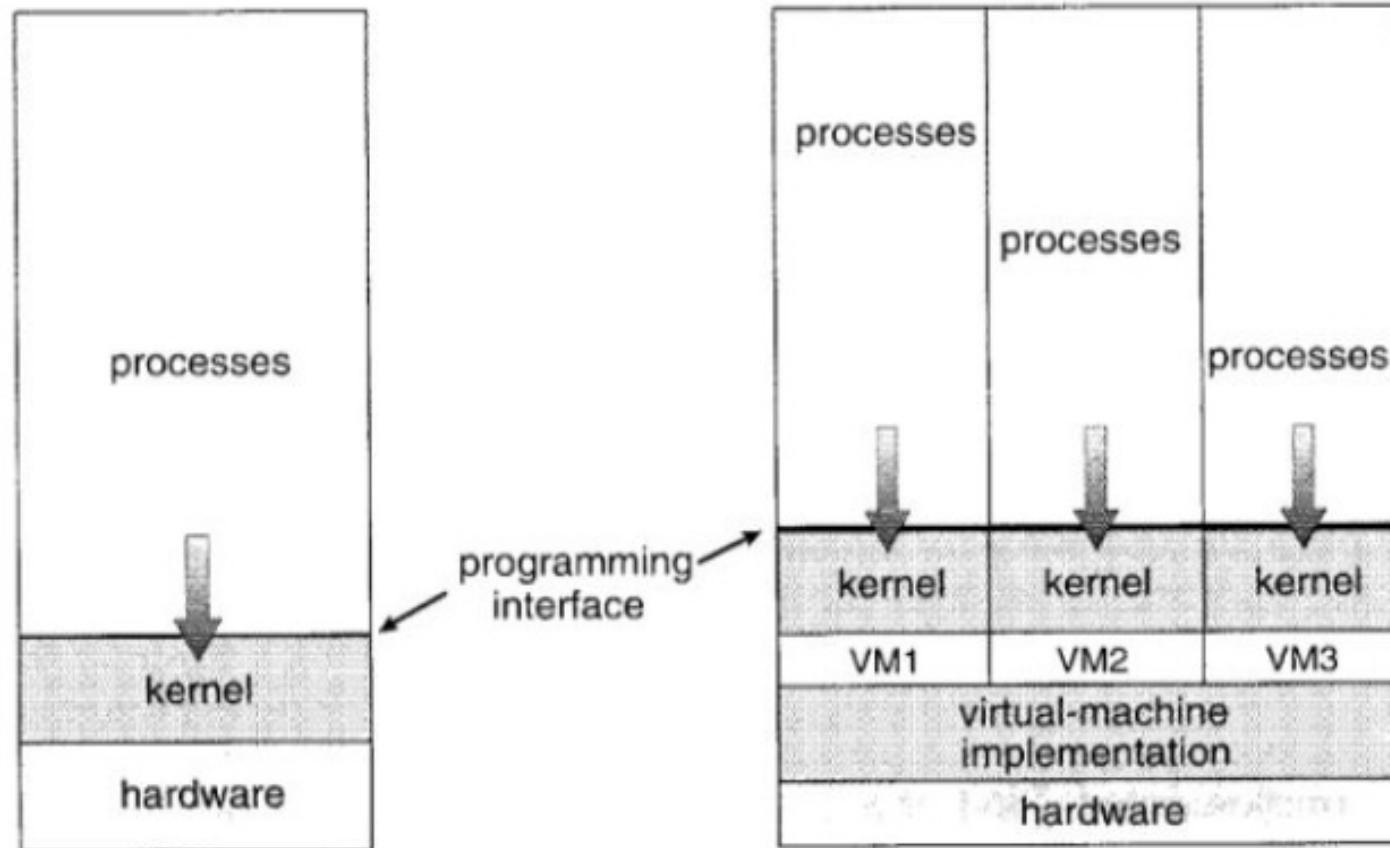 processes
kernel
hardware
programming
interface
processes
processes
processes
kernel
kernel
kernel
VM1
VM2
VM3
virtual-machine
implementation
hardware